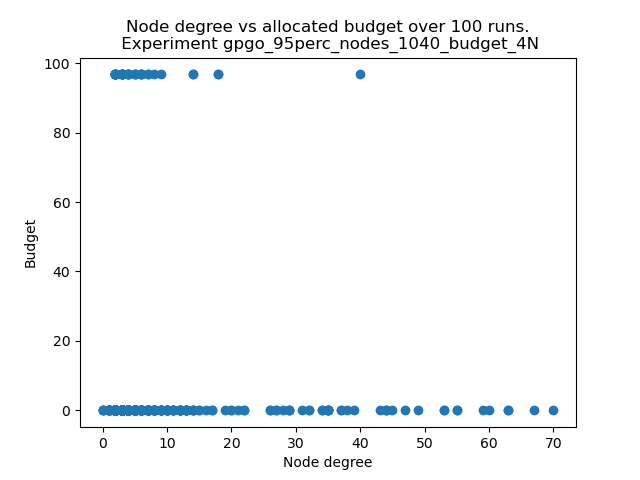 Node degree vs allocated budget over 100 runs.
Experiment gpgo_95perc_nodes_1040_budget_4N
100
80
60
40
20
0
Budget
0 10 20 30 40 50 60 70
Node degree